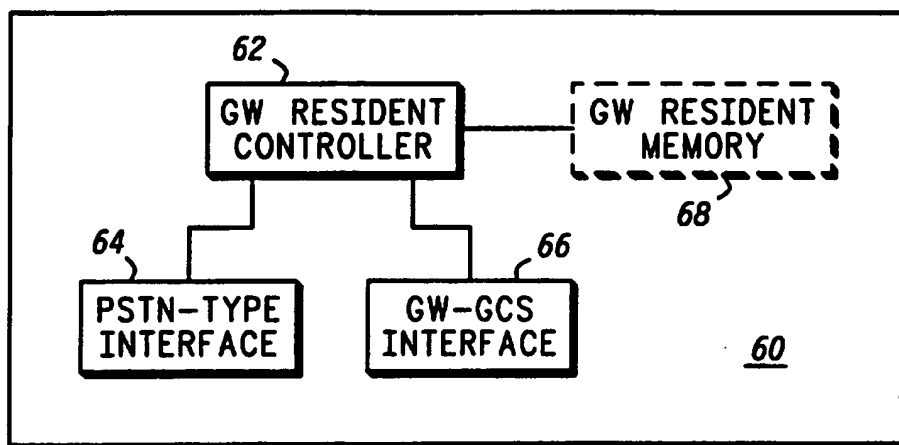 62
GW RESIDENT
CONTROLLER
GW RESIDENT
MEMORY
68
64
PSTN-TYPE
INTERFACE
66
GW-GCS
INTERFACE
60